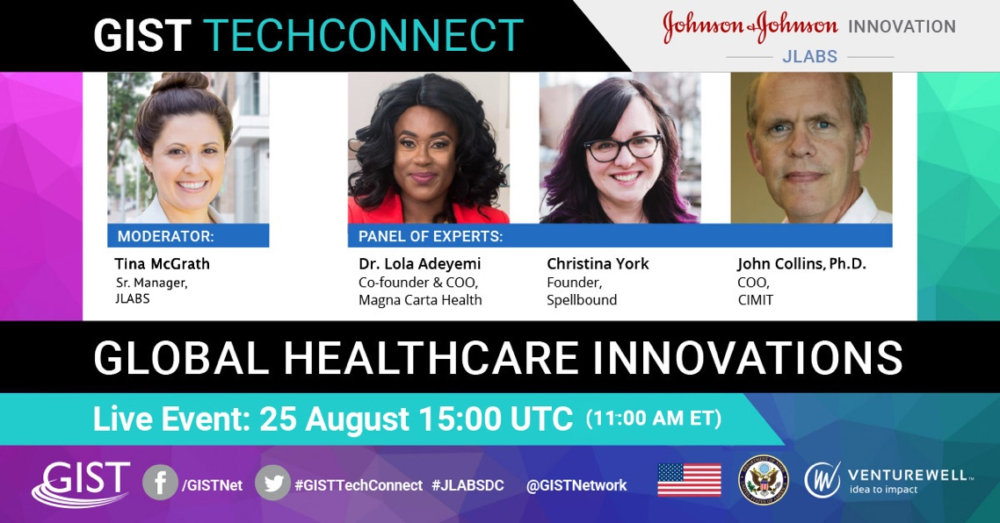 GIST TECHCONNECT
Johnson & Johnson INNOVATION
JLABS
MODERATOR:
PANEL OF EXPERTS:
Tina McGrath
Sr. Manager,
JLABS
Dr. Lola Adeyemi
Co-founder & COO,
Magna Carta Health
Christina York
Founder,
Spellbound
John Collins, Ph.D.
COO,
CIMIT
GLOBAL HEALTHCARE INNOVATIONS
Live Event: 25 August 15:00 UTC (11:00 AM ET)
GIST
/GISTNet
#GISTTechConnect #JLABSDC @GISTNetwork
VENTUREWELL™
idea to impact